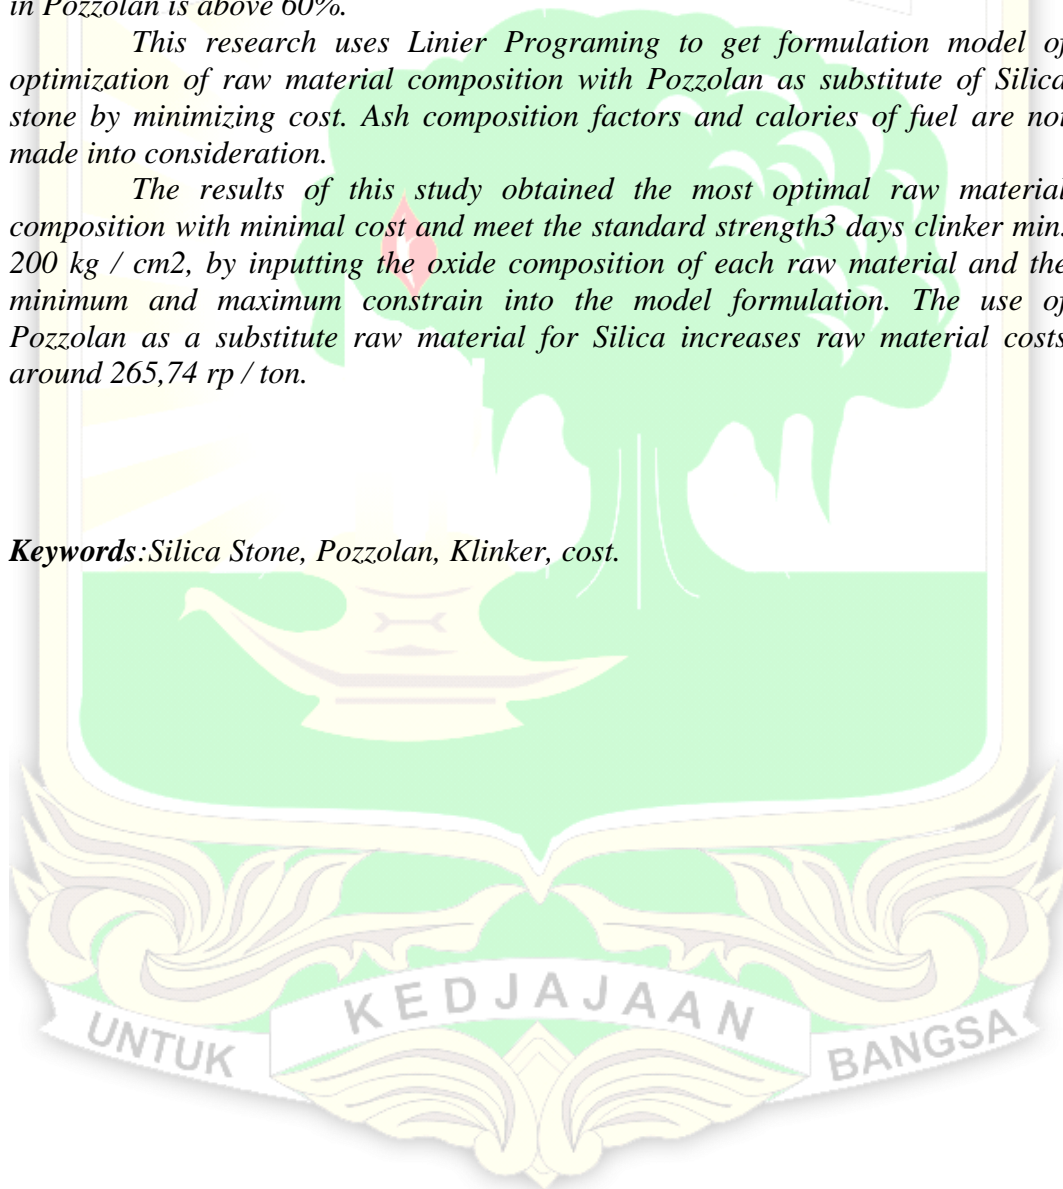 in Pozzolan is above 60%.
This research uses Linier Programing to get formulation model of
optimization of raw material composition with Pozzolan as substitute of Silica
stone by minimizing cost. Ash composition factors and calories of fuel are not
made into consideration.
The results of this study obtained the most optimal raw material
composition with minimal cost and meet the standard strength3 days clinker min.
200 kg / cm2, by inputting the oxide composition of each raw material and the
minimum and maximum constrain into the model formulation. The use of
Pozzolan as a substitute raw material for Silica increases raw material costs
around 265,74 rp / ton.
Keywords:Silica Stone, Pozzolan, Klinker, cost.
UNTUK KEDJAJAAN BANGSA